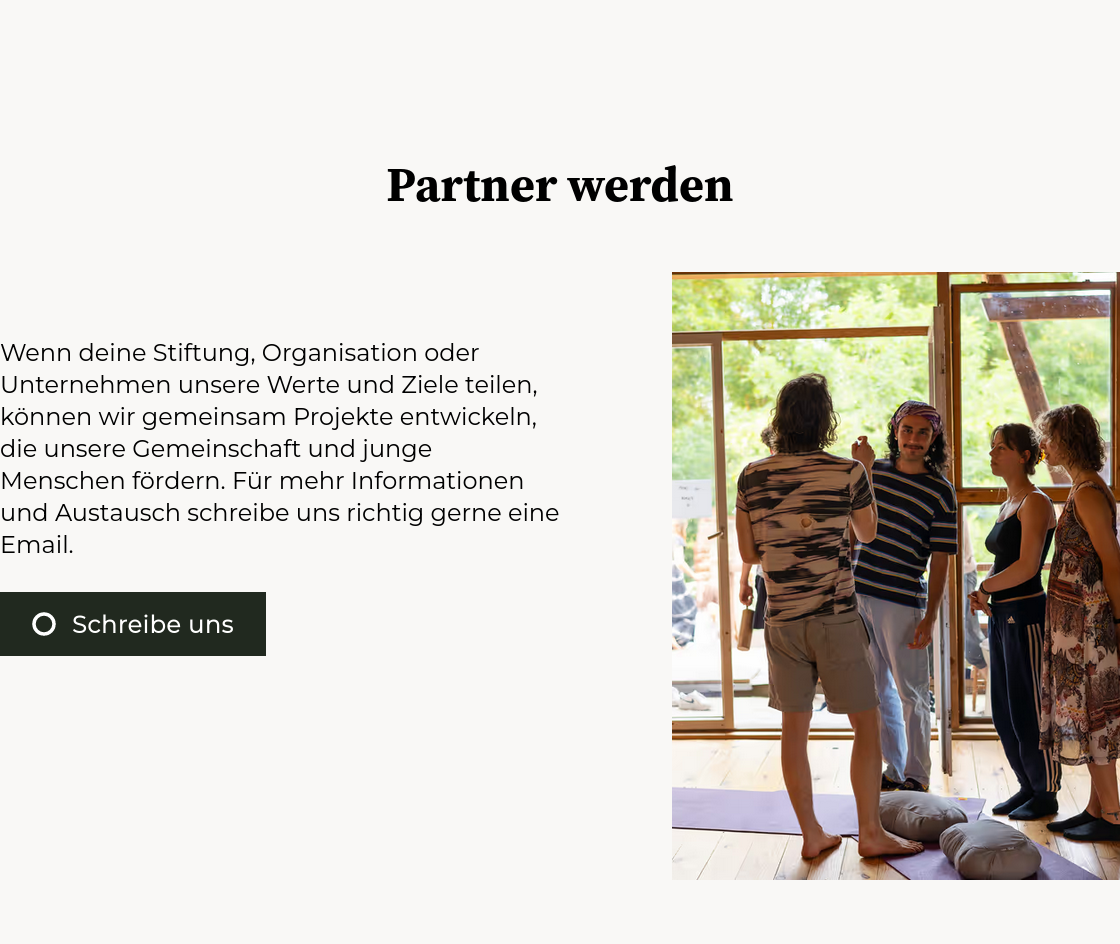 Partner werden
Wenn deine Stiftung, Organisation oder
Unternehmen unsere Werte und Ziele teilen,
können wir gemeinsam Projekte entwickeln,
die unsere Gemeinschaft und junge
Menschen fördern. Für mehr Informationen
und Austausch schreibe uns richtig gerne eine
Email.
Schreibe uns